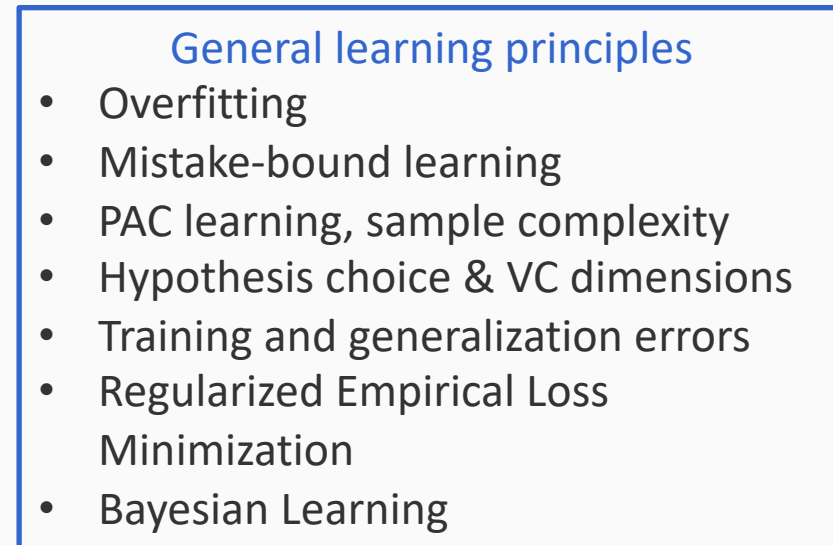 General learning principles
• Overfitting
• Mistake-bound learning
• PAC learning, sample complexity
• Hypothesis choice & VC dimensions
• Training and generalization errors
• Regularized Empirical Loss
Minimization
• Bayesian Learning